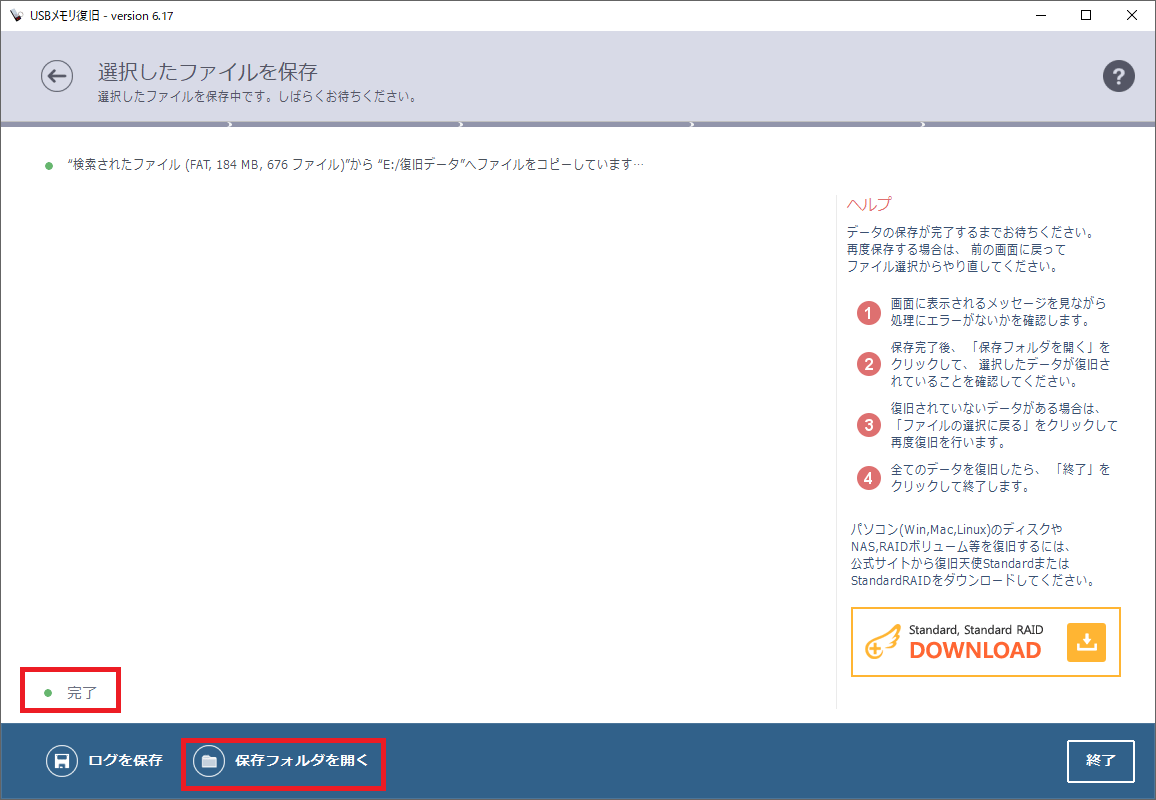 USBメモリ復旧 - version 6.17
選択したファイルを保存
選択したファイルを保存中です。しばらくお待ちください。
?
“検索されたファイル (FAT, 184 MB, 676 ファイル)”から “E:/復旧データ”へファイルをコピーしています…
ヘルプ
データの保存が完了するまでお待ちください。
再度保存する場合は、 前の画面に戻って
ファイル選択からやり直してください。
1 画面に表示されるメッセージを見ながら
処理にエラーがないかを確認します。
2 保存完了後、 「保存フォルダを開く」を
クリックして、 選択したデータが復旧さ
れていることを確認してください。
3 復旧されていないデータがある場合は、
「ファイルの選択に戻る」をクリックして
再度復旧を行います。
4 全てのデータを復旧したら、 「終了」を
クリックして終了します。
パソコン(Win,Mac,Linux)のディスクや
NAS,RAIDボリューム等を復旧するには、
公式サイトから復旧天使Standardまたは
StandardRAIDをダウンロードしてください。
Standard, Standard RAID
DOWNLOAD
完了
ログを保存
保存フォルダを開く
終了